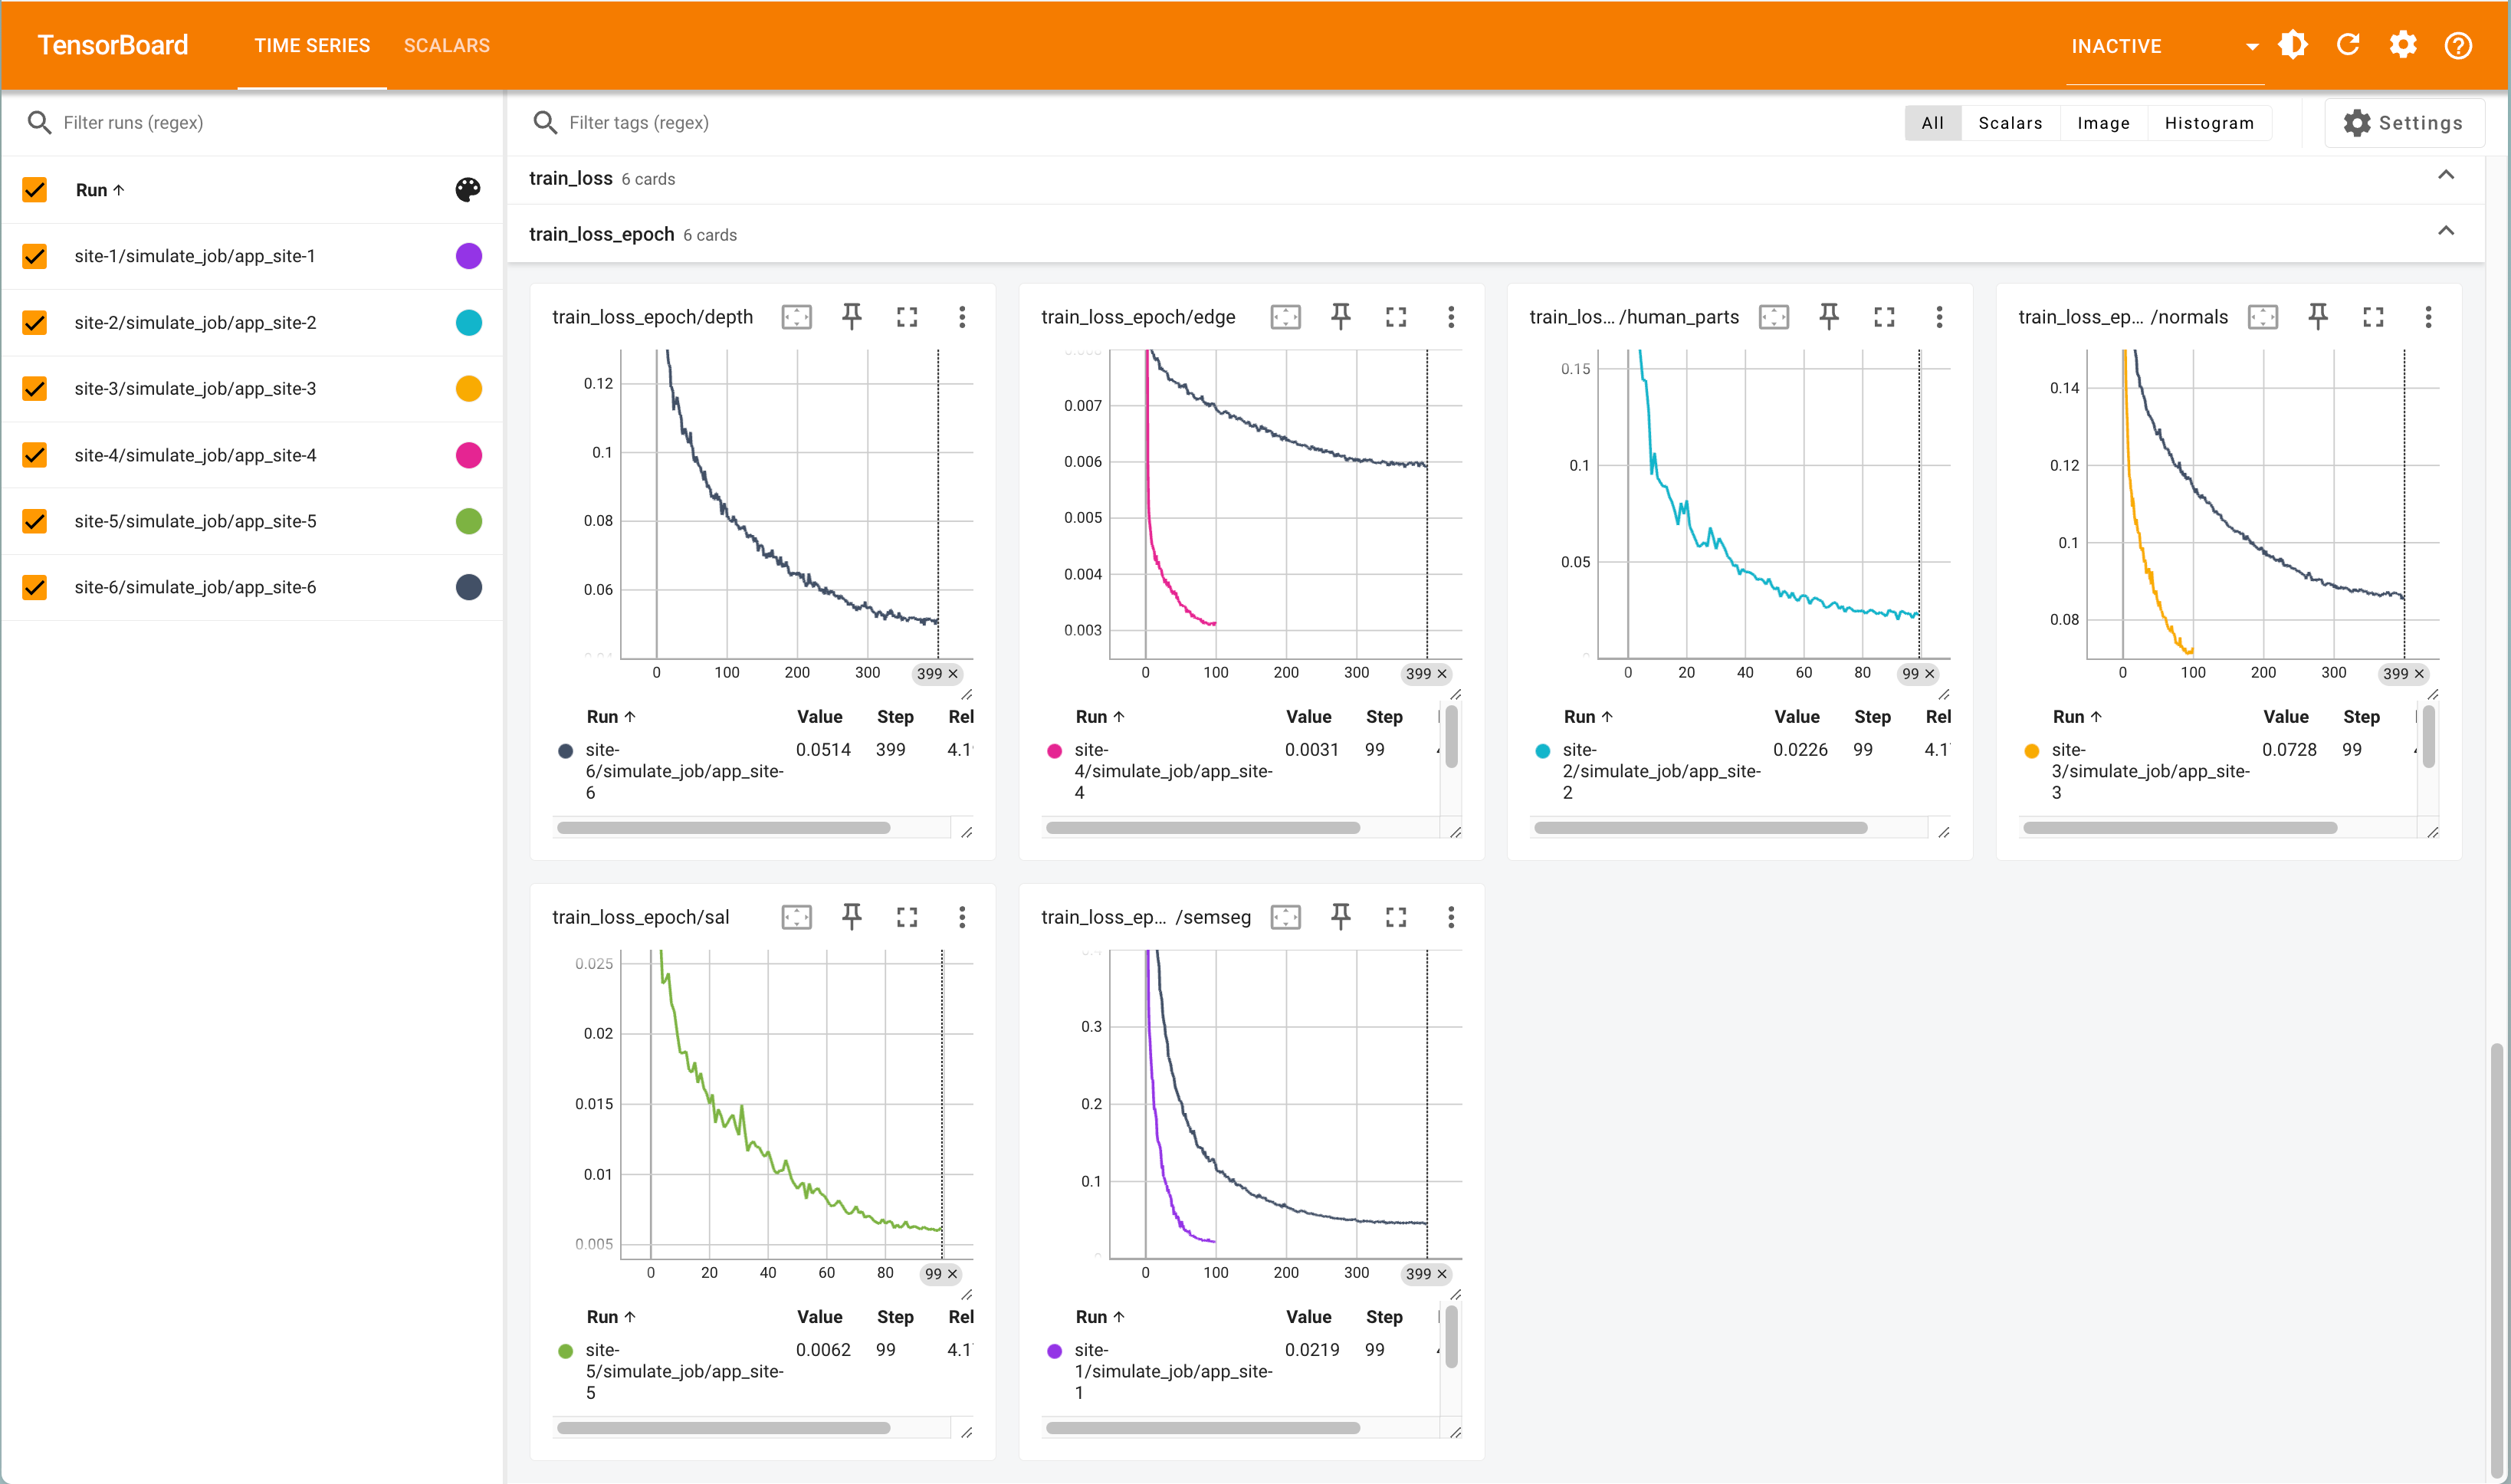 TensorBoard TIME SERIES SCALARS INACTIVE
Filter runs (regex)
Run
site-1/simulate_job/app_site-1
site-2/simulate_job/app_site-2
site-3/simulate_job/app_site-3
site-4/simulate_job/app_site-4
site-5/simulate_job/app_site-5
site-6/simulate_job/app_site-6
Filter tags (regex) All Scalars Image Histogram Settings
train_loss 6 cards
train_loss_epoch 6 cards
train_loss_epoch/depth
0.12
0.1
0.08
0.06
0 100 200 300 399 ×
Run Value Step Rel
site- 0.0514 399
6/simulate_job/app_site-
6
train_loss_epoch/edge
0.007
0.006
0.005
0.004
0.003
0 100 200 300 399 ×
Run Value Step
site- 0.0031 99
4/simulate_job/app_site-
4
train_los... /human_parts
0.15
0.1
0.05
0 20 40 60 80 99 ×
Run Value Step Rel
site- 0.0226 99
2/simulate_job/app_site-
2
train_loss_ep... /normals
0.14
0.12
0.1
0.08
0 100 200 300 399 ×
Run Value Step
site- 0.0728 99
3/simulate_job/app_site-
3
train_loss_epoch/sal
0.025
0.02
0.015
0.01
0.005
0 20 40 60 80 99 ×
Run Value Step Rel
site- 0.0062 99
5/simulate_job/app_site-
5
train_loss_ep... /semseg
0.3
0.2
0.1
0 100 200 300 399 ×
Run Value Step
site- 0.0219 99
1/simulate_job/app_site-
1